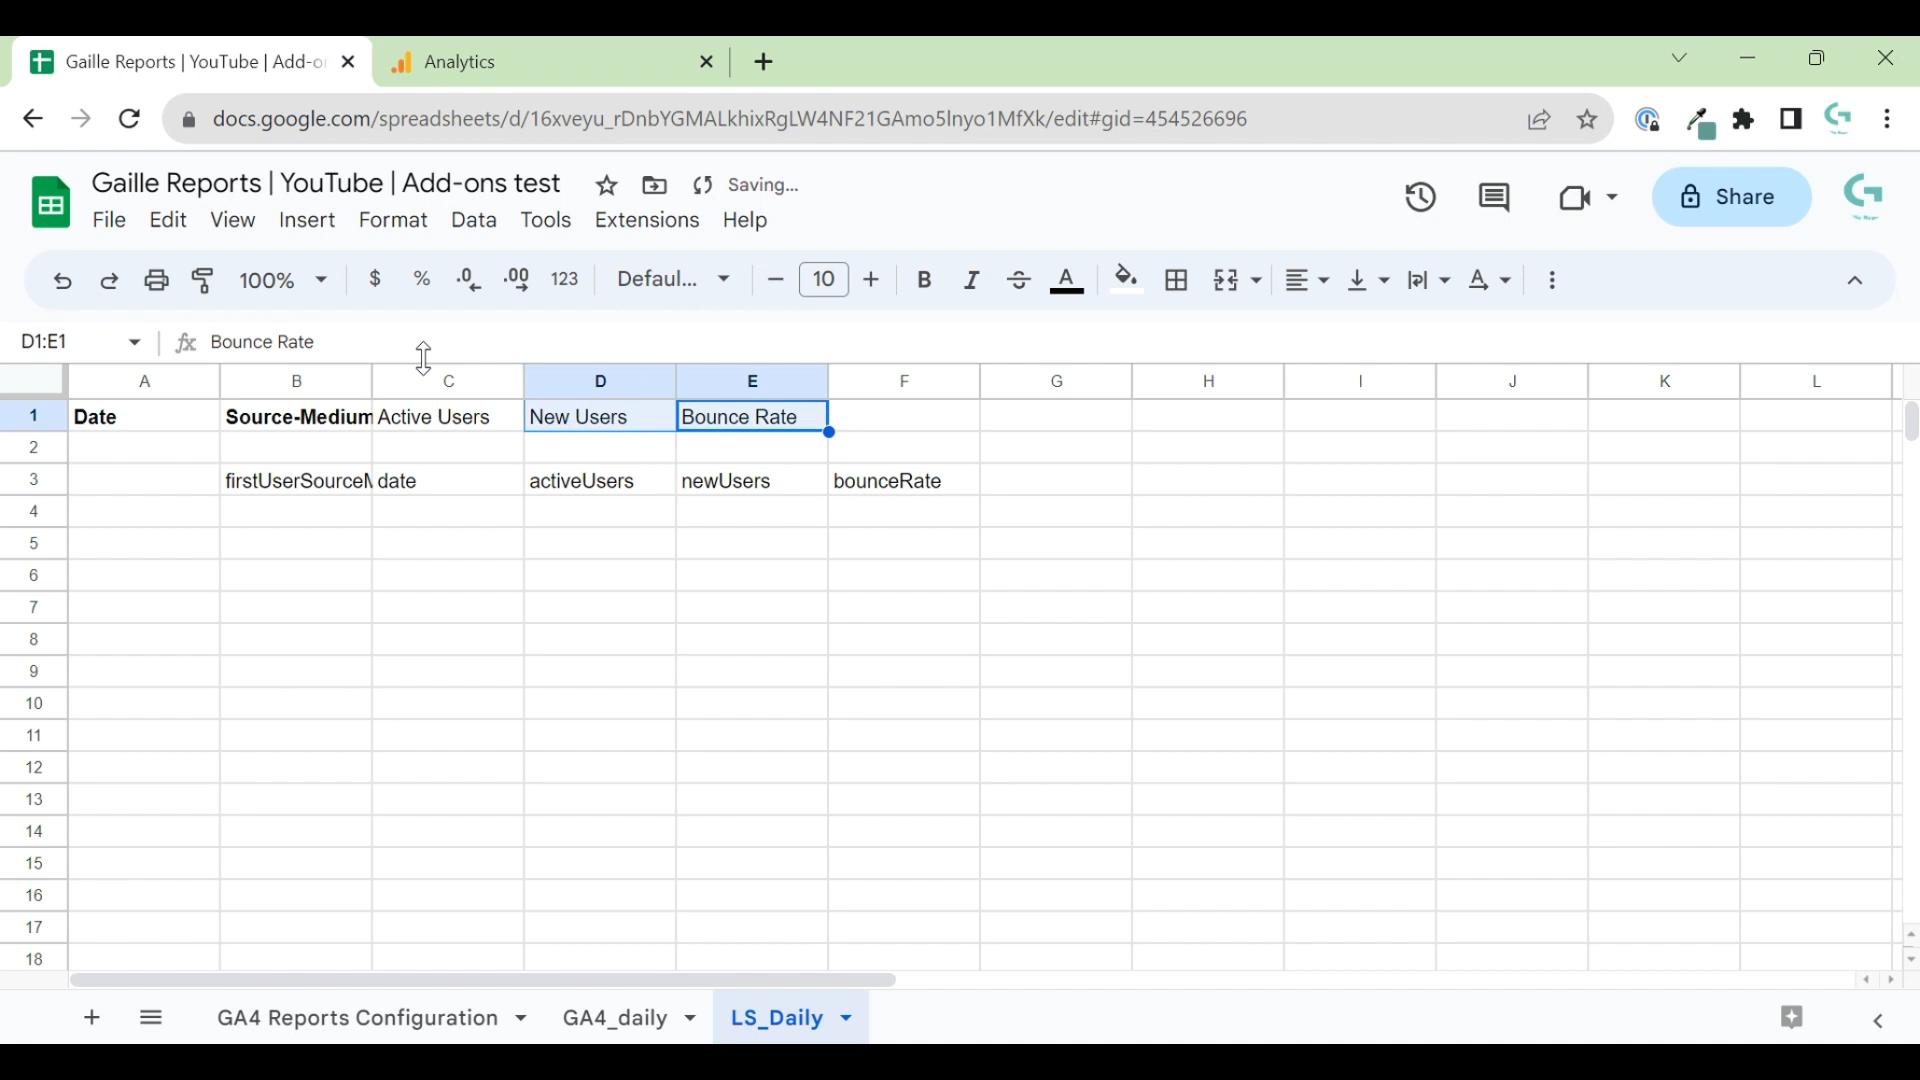 Gaille Reports | YouTube | Add-o
Analytics
docs.google.com/spreadsheets/d/16xveyu_rDnbYGMALkhixRgLW4NF21GAmo5lnyo1MfXk/edit#gid=454526696
Gaille Reports | YouTube | Add-ons test Saving...
File Edit View Insert Format Data Tools Extensions Help
Share
100% $ % .0 .00 123 Defaul... 10 B I S A A
D1:E1 fx Bounce Rate
A B C D E F G H I J K L
1 Date Source-Medium Active Users New Users Bounce Rate
2
3 firstUserSourceM date activeUsers newUsers bounceRate
4
5
6
7
8
9
10
11
12
13
14
15
16
17
18
GA4 Reports Configuration GA4_daily LS_Daily